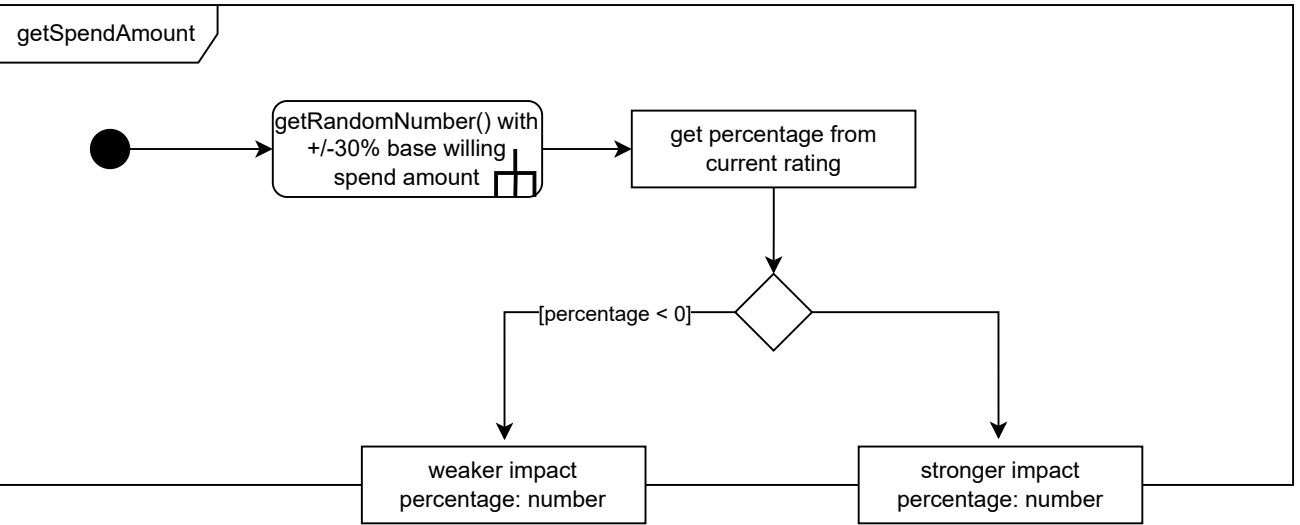 getSpendAmount
getRandomNumber() with
+/-30% base willing
spend amount
get percentage from
current rating
[percentage < 0]
weaker impact
percentage: number
stronger impact
percentage: number